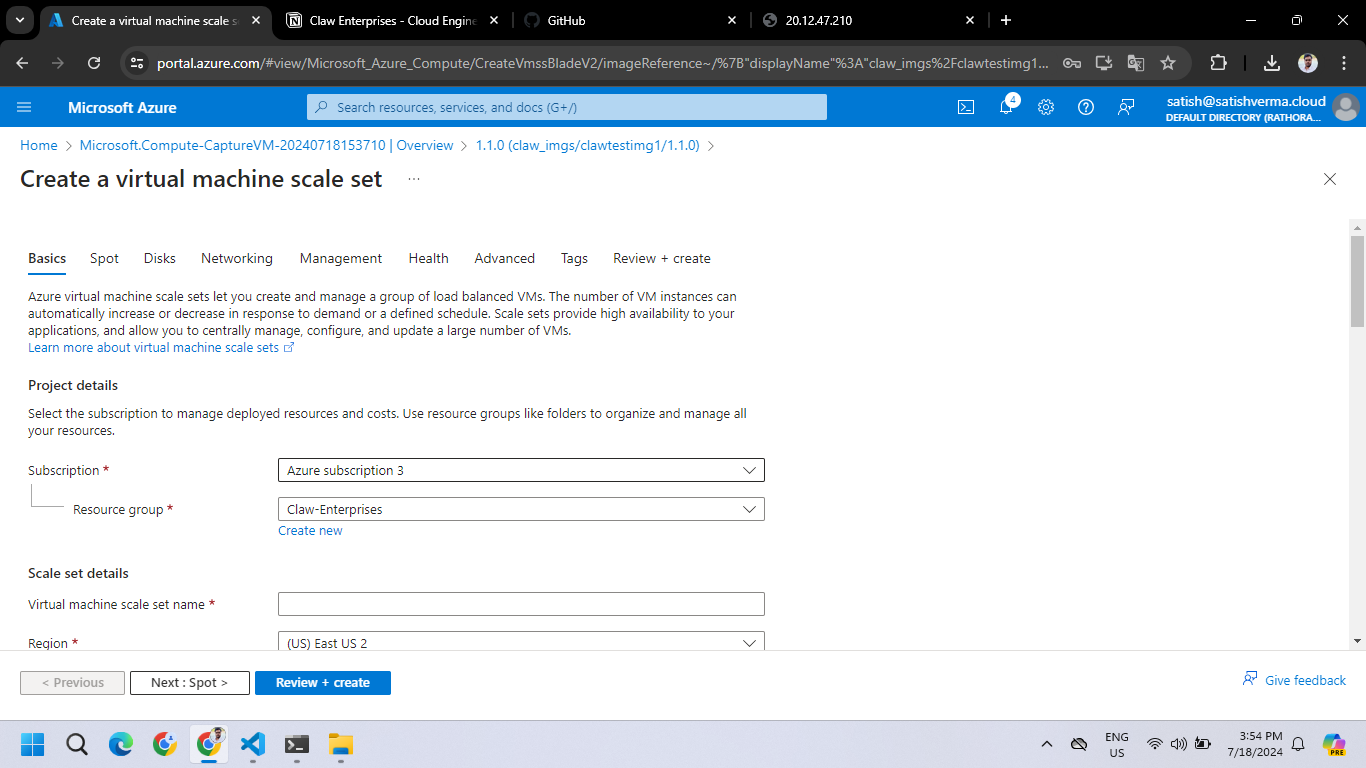 Create a virtual machine scale s
Claw Enterprises - Cloud Engine
GitHub
20.12.47.210
portal.azure.com/#view/Microsoft_Azure_Compute/CreateVmssBladeV2/imageReference~/%7B"displayName"%3A"claw_imgs%2Fclawtestimg1...
Microsoft Azure
Search resources, services, and docs (G+/)
4
satish@satishverma.cloud
DEFAULT DIRECTORY (RATHORA...
Home > Microsoft.Compute-CaptureVM-20240718153710 | Overview > 1.1.0 (claw_imgs/clawtestimg1/1.1.0) >
Create a virtual machine scale set ...
Basics Spot Disks Networking Management Health Advanced Tags Review + create
Azure virtual machine scale sets let you create and manage a group of load balanced VMs. The number of VM instances can
automatically increase or decrease in response to demand or a defined schedule. Scale sets provide high availability to your
applications, and allow you to centrally manage, configure, and update a large number of VMs.
Learn more about virtual machine scale sets
Project details
Select the subscription to manage deployed resources and costs. Use resource groups like folders to organize and manage all
your resources.
Subscription *
Azure subscription 3
Resource group *
Claw-Enterprises
Create new
Scale set details
Virtual machine scale set name *
Region *
(US) East US 2
< Previous
Next : Spot >
Review + create
Give feedback
ENG
US
3:54 PM
7/18/2024
PRE